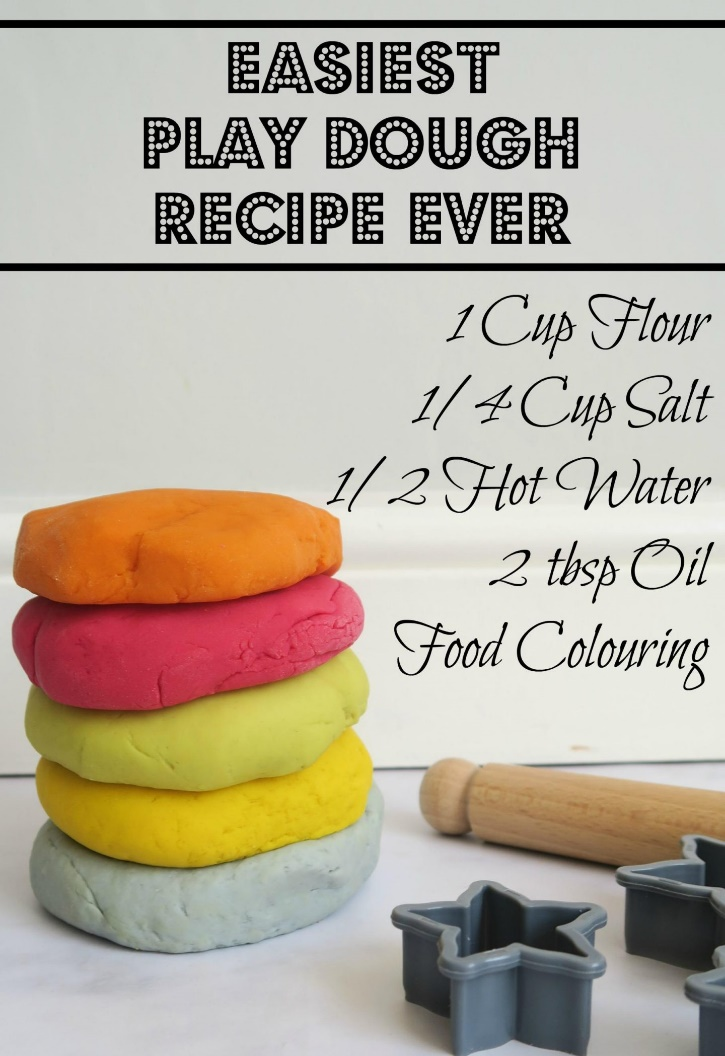 EASIEST
PLAY DOUGH
RECIPE EVER
1 Cup Flour
1/ 4 Cup Salt
1/ 2 Hot Water
2 tbsp Oil
Food Colouring